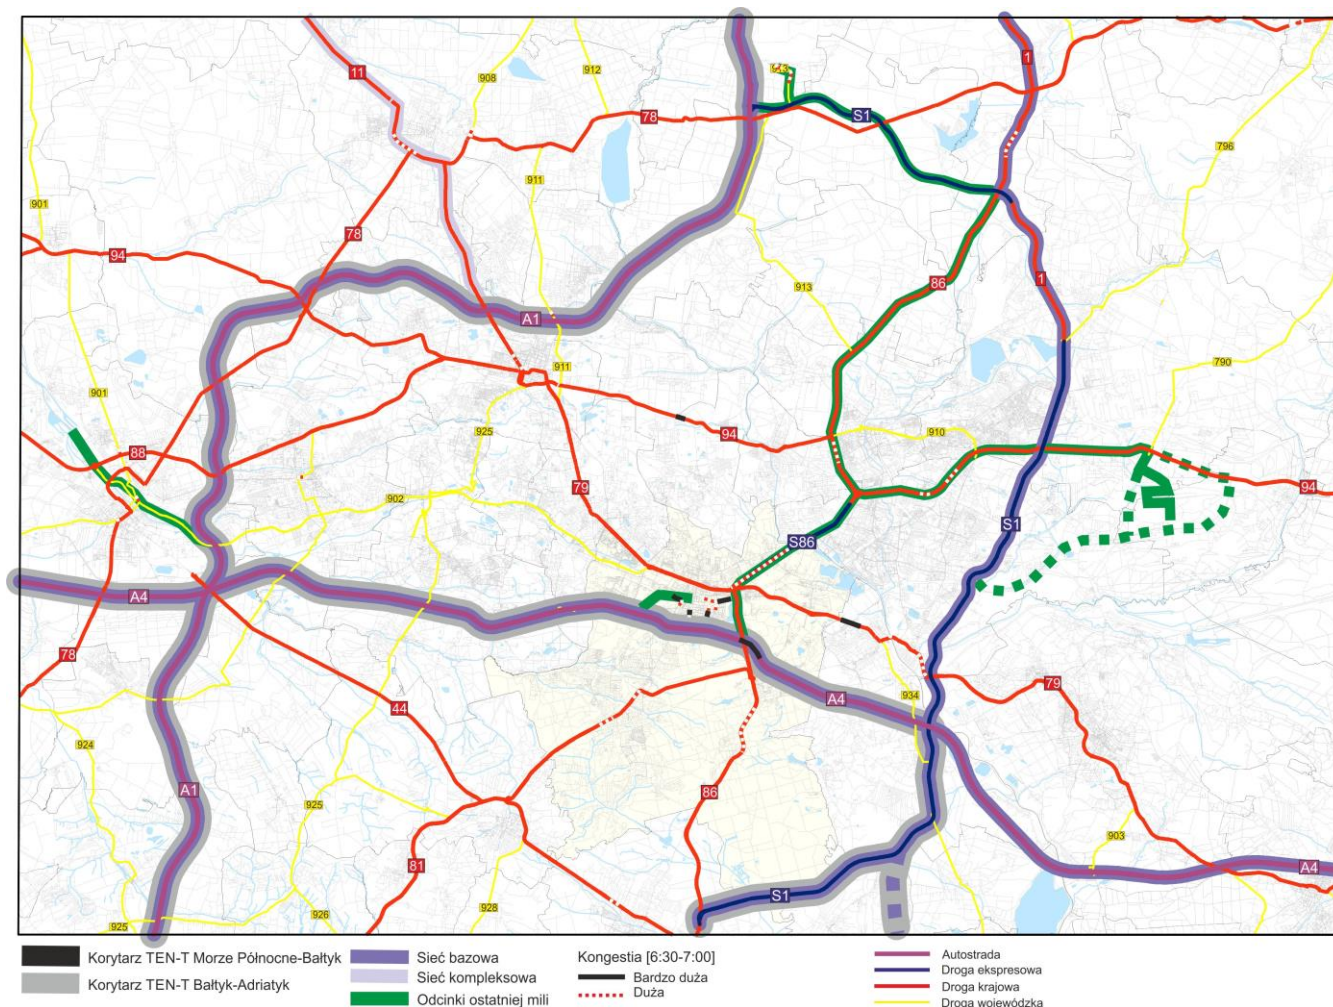 11
908
912
913
S1
1
78
796
911
901
78
94
86
1
913
A1
911
790
901
925
94
910
88
902
79
94
S1
S86
A4
78
44
934
79
A4
924
A1
925
86
903
81
S1
A4
925
926
928
Korytarz TEN-T Morze Północne-Bałtyk
Korytarz TEN-T Bałtyk-Adriatyk
Sieć bazowa
Sieć kompleksowa
Odcinki ostatniej mili
Kongestia [6:30-7:00]
Bardzo duża
Duża
Autostrada
Droga ekspresowa
Droga krajowa
Droga wojewódzka